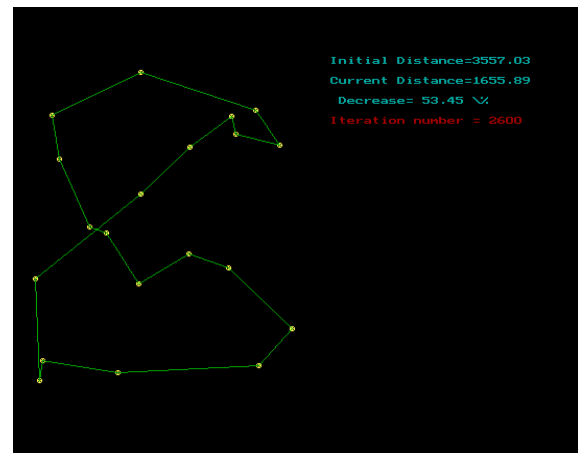 Initial Distance=3557.03
Current Distance=1655.89
Decrease= 53.45 \%
Iteration number = 2600